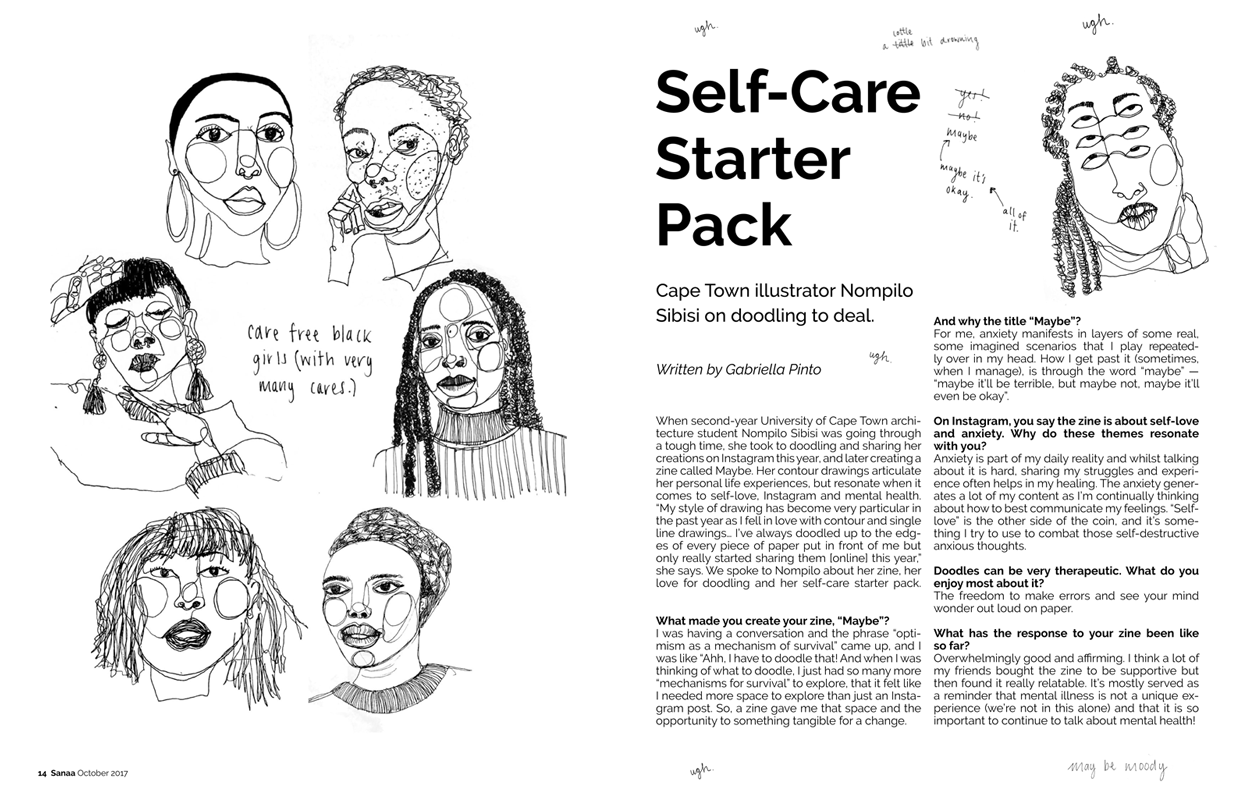 care free black
girls (with very
many cares.)
14 Sanaa October 2017
ugh.
ugh.
a little bit drowning
Self-Care
Starter
Pack
yes!
no!
maybe
maybe it's
okay.
all of
it.
Cape Town illustrator Nompilo
Sibisi on doodling to deal.
ugh.
Written by Gabriella Pinto
When second-year University of Cape Town archi-
tecture student Nompilo Sibisi was going through
a tough time, she took to doodling and sharing her
creations on Instagram this year, and later creating a
zine called Maybe. Her contour drawings articulate
her personal life experiences, but resonate when it
comes to self-love, Instagram and mental health.
“My style of drawing has become very particular in
the past year as I fell in love with contour and single
line drawings... I’ve always doodled up to the edg-
es of every piece of paper put in front of me but
only really started sharing them [online] this year,”
she says. We spoke to Nompilo about her zine, her
love for doodling and her self-care starter pack.
What made you create your zine, “Maybe”?
I was having a conversation and the phrase “opti-
mism as a mechanism of survival” came up, and I
was like “Ahh, I have to doodle that! And when I was
thinking of what to doodle, I just had so many more
“mechanisms for survival” to explore, that it felt like
I needed more space to explore than just an Insta-
gram post. So, a zine gave me that space and the
opportunity to something tangible for a change.
And why the title “Maybe”?
For me, anxiety manifests in layers of some real,
some imagined scenarios that I play repeated-
ly over in my head. How I get past it (sometimes,
when I manage), is through the word “maybe” —
“maybe it’ll be terrible, but maybe not, maybe it’ll
even be okay”.
On Instagram, you say the zine is about self-love
and anxiety. Why do these themes resonate
with you?
Anxiety is part of my daily reality and whilst talking
about it is hard, sharing my struggles and experi-
ence often helps in my healing. The anxiety gener-
ates a lot of my content as I’m continually thinking
about how to best communicate my feelings. “Self-
love” is the other side of the coin, and it’s some-
thing I try to use to combat those self-destructive
anxious thoughts.
Doodles can be very therapeutic. What do you
enjoy most about it?
The freedom to make errors and see your mind
wonder out loud on paper.
What has the response to your zine been like
so far?
Overwhelmingly good and affirming. I think a lot of
my friends bought the zine to be supportive but
then found it really relatable. It’s mostly served as
a reminder that mental illness is not a unique ex-
perience (we’re not in this alone) and that it is so
important to continue to talk about mental health!
ugh.
may be moody